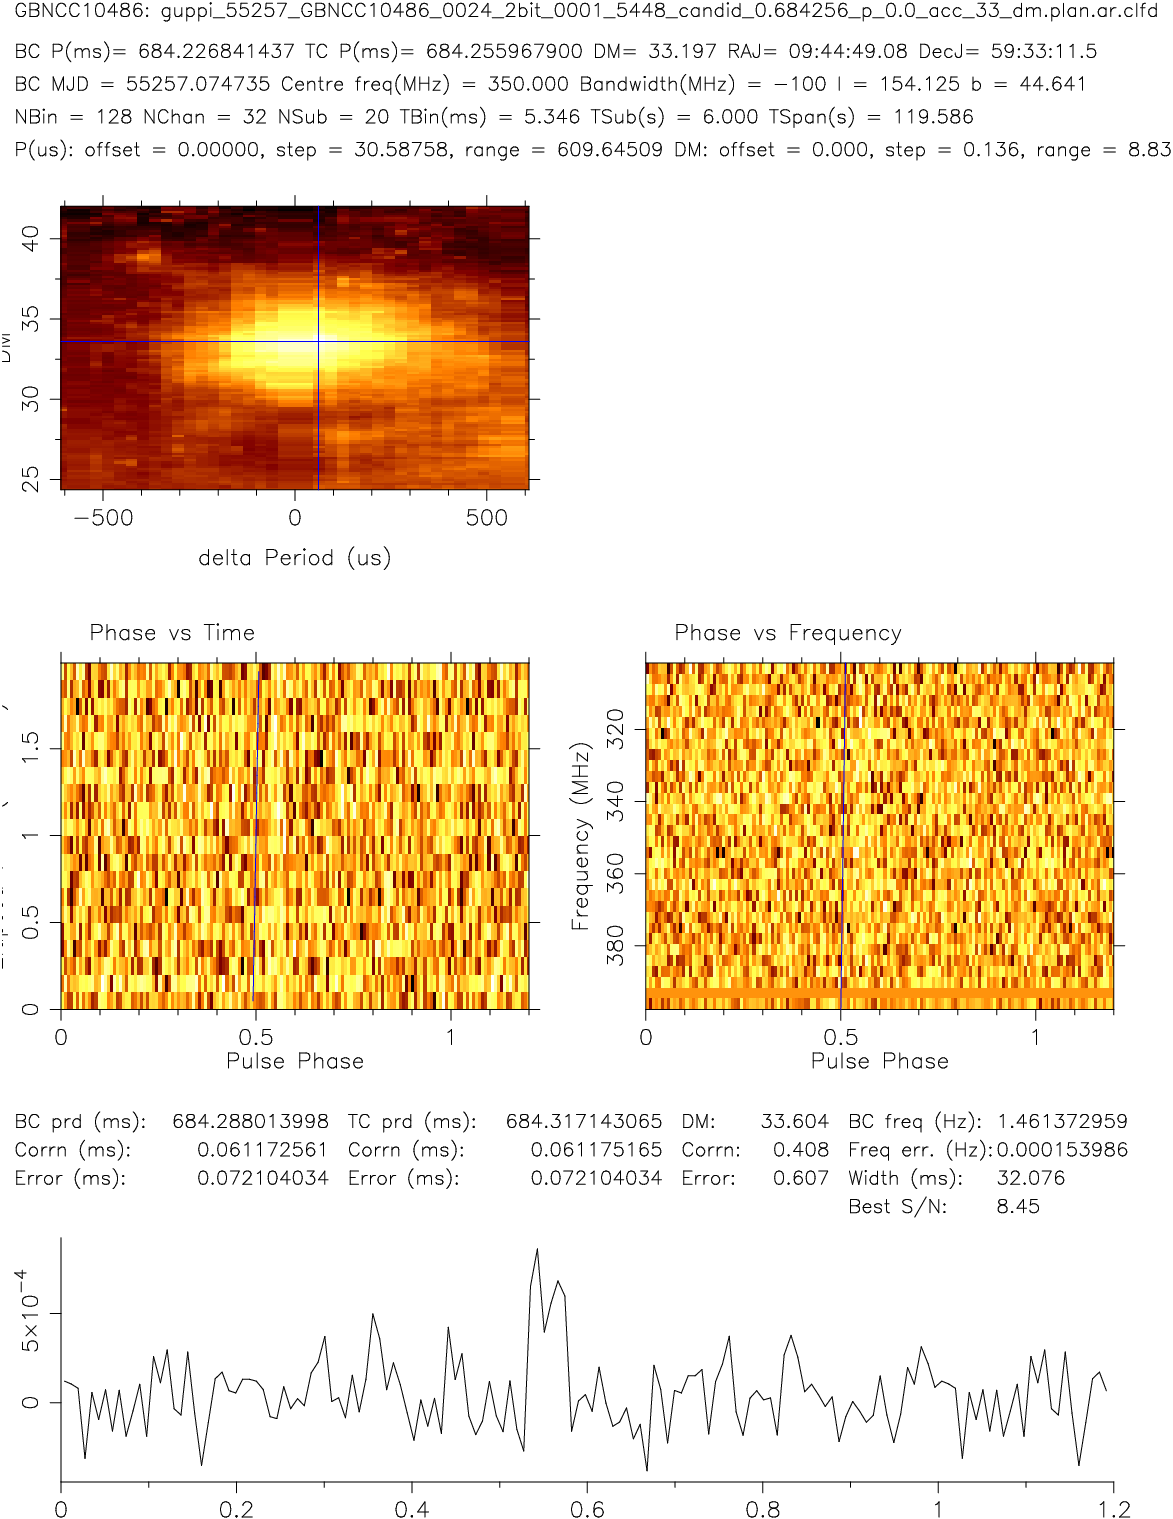 GBNCC10486: guppi_55257_GBNCC10486_0024_2bit_0001_5448_candid_0.684256_p_0.0_acc_33_dm.plan.ar.clfd
BC P(ms)= 684.226841437 TC P(ms)= 684.255967900 DM= 33.197 RAJ= 09:44:49.08 DecJ= 59:33:11.5
BC MJD = 55257.074735 Centre freq(MHz) = 350.000 Bandwidth(MHz) = −100 l = 154.125 b = 44.641
NBin = 128 NChan = 32 NSub = 20 TBin(ms) = 5.346 TSub(s) = 6.000 TSpan(s) = 119.586
P(us): offset = 0.00000, step = 30.58758, range = 609.64509 DM: offset = 0.000, step = 0.136, range = 8.83
40
35
30
25
DM
−500 0 500
delta Period (us)
Phase vs Time
1.5
1
0.5
0
0 0.5 1
Pulse Phase
Phase vs Frequency
320
340
360
380
Frequency (MHz)
0 0.5 1
Pulse Phase
BC prd (ms): 684.288013998 TC prd (ms): 684.317143065 DM: 33.604 BC freq (Hz): 1.461372959
Corrn (ms): 0.061172561 Corrn (ms): 0.061175165 Corrn: 0.408 Freq err. (Hz): 0.000153986
Error (ms): 0.072104034 Error (ms): 0.072104034 Error: 0.607 Width (ms): 32.076
Best S/N: 8.45
5×10⁻⁴
0
0 0.2 0.4 0.6 0.8 1 1.2